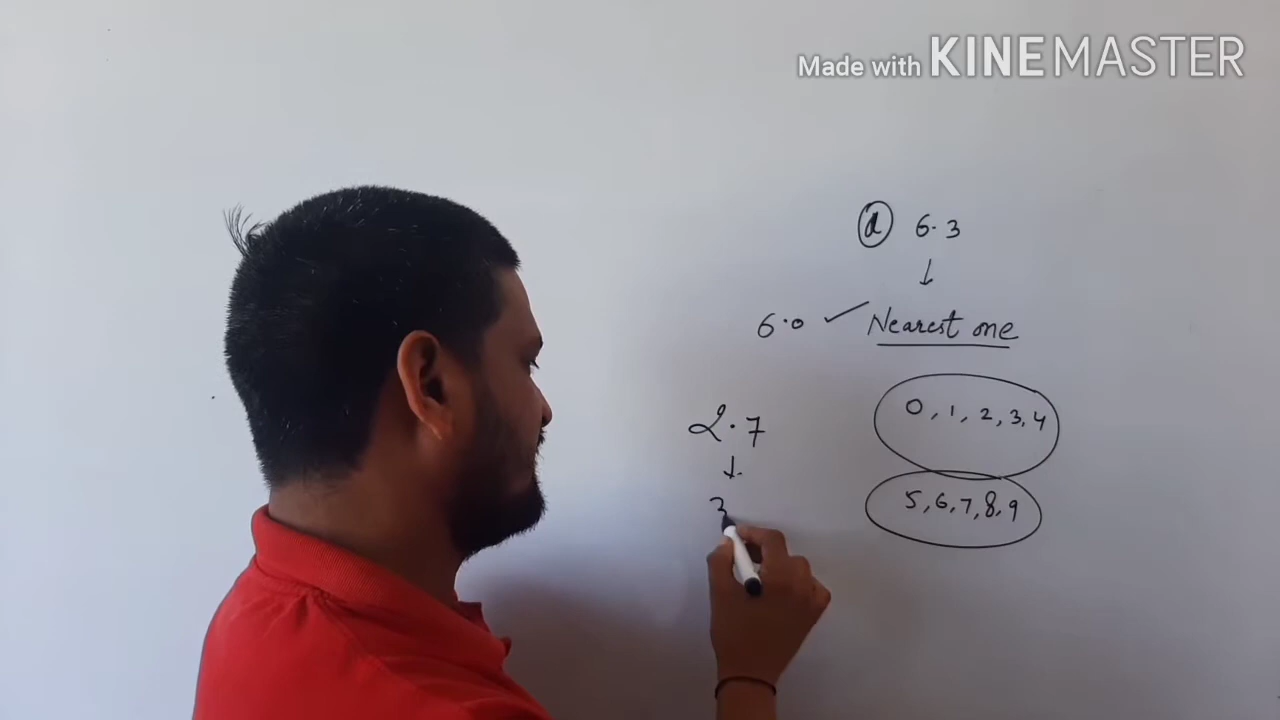 Made with KINEMASTER
a 6.3
↓
6.0 ✓ Nearest one
0, 1, 2, 3, 4
2.7
↓
5, 6, 7, 8, 9
3